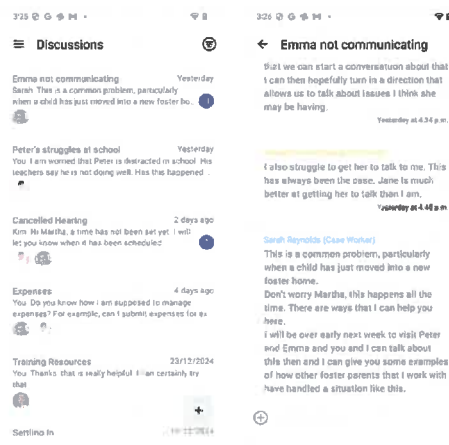 3:25
Discussions
Emma not communicating Yesterday
Sarah This is a common problem, particularly
when a child has just moved into a new foster ho..
Peter's struggles at school Yesterday
You I am worried that Peter is distracted in school His
teachers say he is not doing well. Has this happened
Cancelled Hearing 2 days ago
Kim Hi Martha, a time has not been set yet I will
let you know when it has been scheduled
Expenses 4 days ago
You Do you know how I am supposed to manage
expenses? For example, can I submit expenses for ex
Training Resources 23/12/2024
You Thanks that is really helpful I can certainly try
that
Settling In
3:26
Emma not communicating
that we can start a conversation about that
I can then hopefully turn in a direction that
allows us to talk about issues I think she
may be having.
Yesterday at 4.34 p.m.
I also struggle to get her to talk to me. This
has always been the case. Jane is much
better at getting her to talk than I am.
Yesterday at 4.46 p.m.
Sarah Reynolds (Case Worker)
This is a common problem, particularly
when a child has just moved into a new
foster home.
Don't worry Martha, this happens all the
time. There are ways that I can help you
here.
I will be over early next week to visit Peter
and Emma and you and I can talk about
this then and I can give you some examples
of how other foster parents that I work with
have handled a situation like this.